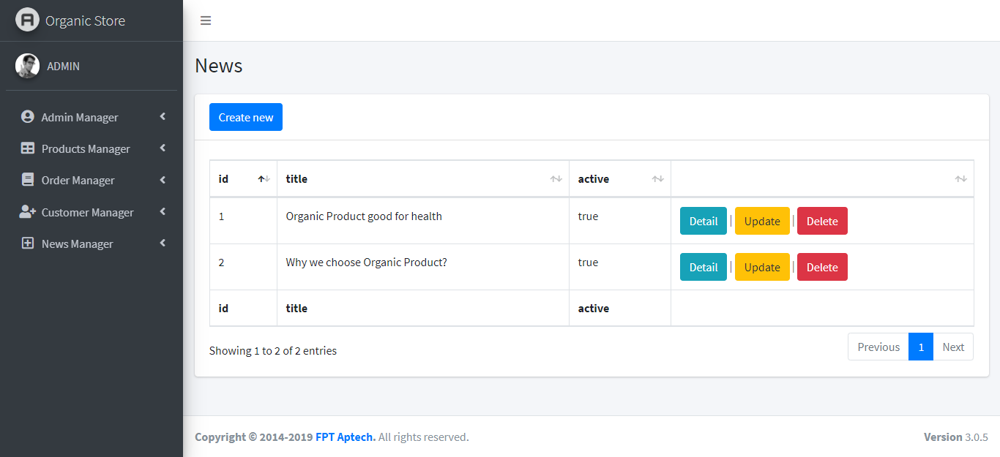 Organic Store
ADMIN
Admin Manager
Products Manager
Order Manager
Customer Manager
News Manager
News
Create new
id title active
1 Organic Product good for health true Detail | Update | Delete
2 Why we choose Organic Product? true Detail | Update | Delete
id title active
Showing 1 to 2 of 2 entries
Previous 1 Next
Copyright © 2014-2019 FPT Aptech. All rights reserved.
Version 3.0.5